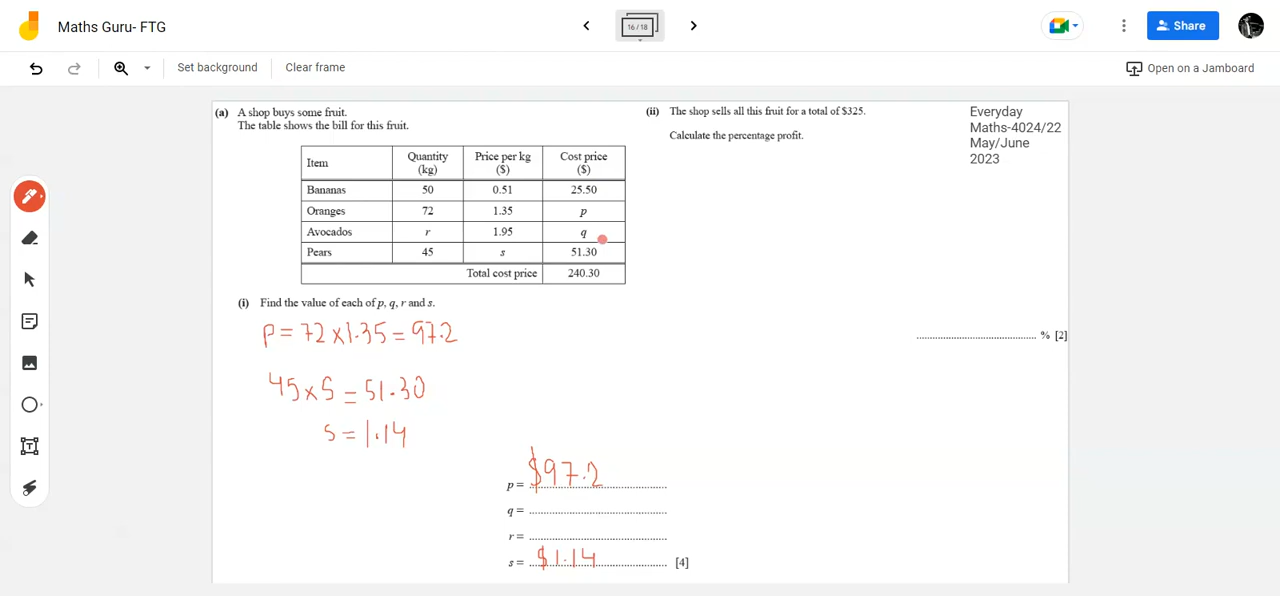 Maths Guru- FTG
16 / 18
Share
Set background
Clear frame
Open on a Jamboard
(a) A shop buys some fruit.
The table shows the bill for this fruit.
Item Quantity (kg) Price per kg ($) Cost price ($)
Bananas 50 0.51 25.50
Oranges 72 1.35 p
Avocados r 1.95 q
Pears 45 s 51.30
Total cost price 240.30
(i) Find the value of each of p, q, r and s.
P = 72 x 1.35 = 97.2
45 x S = 51.30
s = 1.14
p = $97.2
q =
r =
s = $1.14 [4]
(ii) The shop sells all this fruit for a total of $325.
Calculate the percentage profit.
% [2]
Everyday
Maths-4024/22
May/June
2023